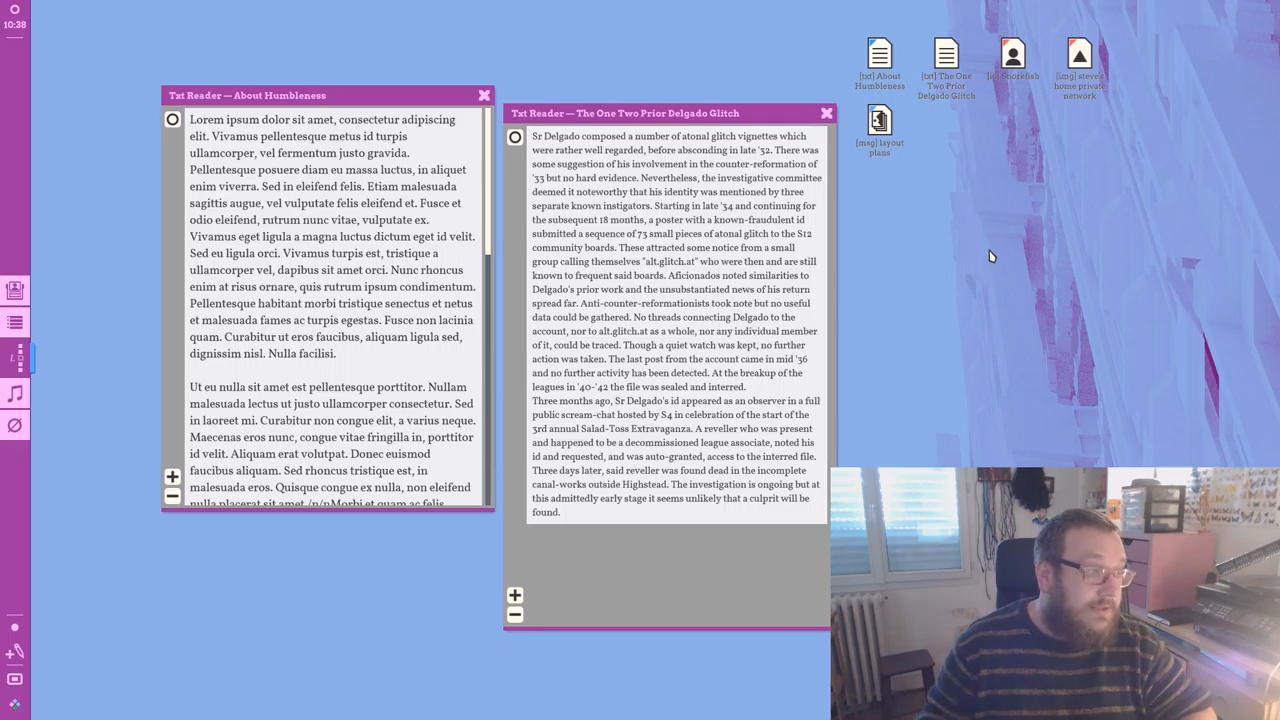 10:38
Txt Reader — About Humbleness
Lorem ipsum dolor sit amet, consectetur adipiscing
elit. Vivamus pellentesque metus id turpis
ullamcorper, vel fermentum justo gravida.
Pellentesque posuere diam eu massa luctus, in aliquet
enim viverra. Sed in eleifend felis. Etiam malesuada
sagittis augue, vel vulputate felis eleifend et. Fusce et
odio eleifend, rutrum nunc vitae, vulputate ex.
Vivamus eget ligula a magna luctus dictum eget id velit.
Sed eu ligula orci. Vivamus turpis est, tristique a
ullamcorper vel, dapibus sit amet orci. Nunc rhoncus
enim at risus ornare, quis rutrum ipsum condimentum.
Pellentesque habitant morbi tristique senectus et netus
et malesuada fames ac turpis egestas. Fusce non lacinia
quam. Curabitur ut eros faucibus, aliquam ligula sed,
dignissim nisl. Nulla facilisi.
Ut eu nulla sit amet est pellentesque porttitor. Nullam
malesuada lectus ut justo ullamcorper consectetur. Sed
in laoreet mi. Curabitur non congue elit, a varius neque.
Maecenas eros nunc, congue vitae fringilla in, porttitor
id velit. Aliquam erat volutpat. Donec euismod
faucibus aliquam. Sed rhoncus tristique est, in
malesuada eros. Quisque congue ex nulla, non eleifend
nulla placerat sit amet./n/nMorbi et quam ac felis
Txt Reader — The One Two Prior Delgado Glitch
Sr Delgado composed a number of atonal glitch vignettes which
were rather well regarded, before absconding in late '32. There was
some suggestion of his involvement in the counter-reformation of
'33 but no hard evidence. Nevertheless, the investigative committee
deemed it noteworthy that his identity was mentioned by three
separate known instigators. Starting in late '34 and continuing for
the subsequent 18 months, a poster with a known-fraudulent id
submitted a sequence of 73 small pieces of atonal glitch to the S12
community boards. These attracted some notice from a small
group calling themselves "alt.glitch.at" who were then and are still
known to frequent said boards. Aficionados noted similarities to
Delgado's prior work and the unsubstantiated news of his return
spread far. Anti-counter-reformationists took note but no useful
data could be gathered. No threads connecting Delgado to the
account, nor to alt.glitch.at as a whole, nor any individual member
of it, could be traced. Though a quiet watch was kept, no further
action was taken. The last post from the account came in mid '36
and no further activity has been detected. At the breakup of the
leagues in '40-'42 the file was sealed and interred.
Three months ago, Sr Delgado's id appeared as an observer in a full
public scream-chat hosted by S4 in celebration of the start of the
3rd annual Salad-Toss Extravaganza. A reveller who was present
and happened to be a decommissioned league associate, noted his
id and requested, and was auto-granted, access to the interred file.
Three days later, said reveller was found dead in the incomplete
canal-works outside Highstead. The investigation is ongoing but at
this admittedly early stage it seems unlikely that a culprit will be
found.
[txt] About
Humbleness
[txt] The One
Two Prior
Delgado Glitch
Snorefish
[img] steve's
home private
network
[msg] layout
plans